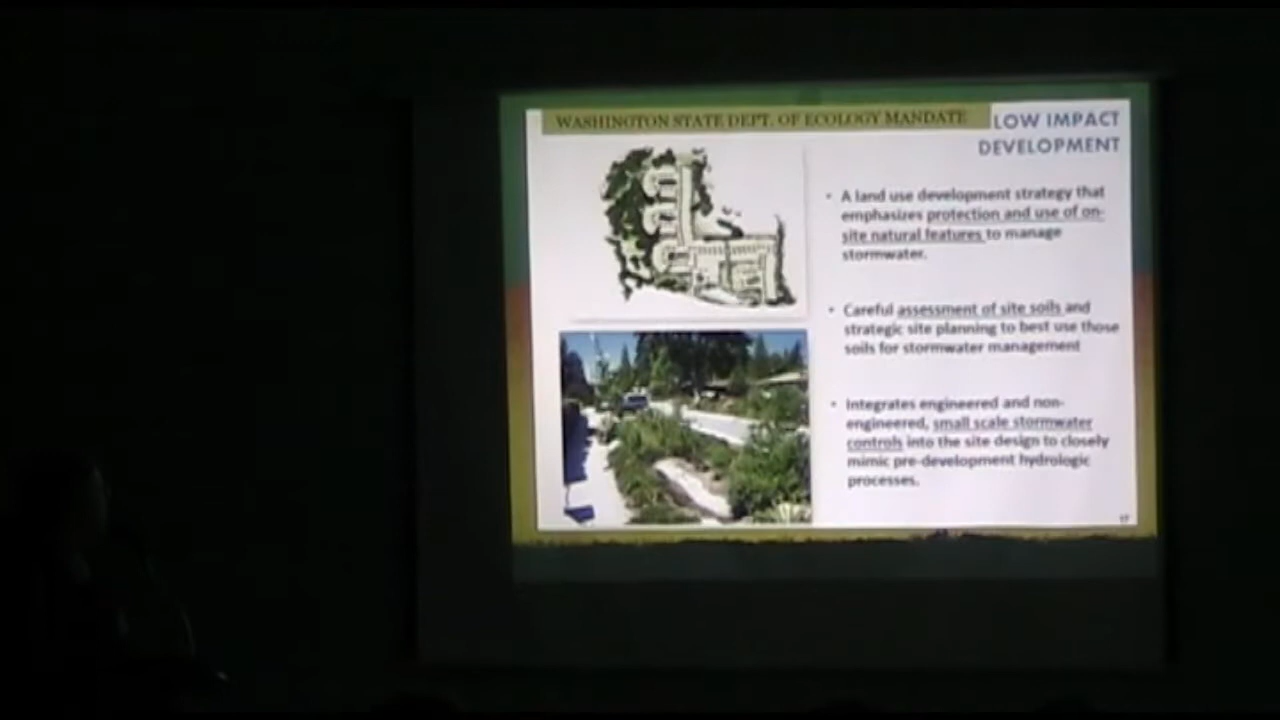 WASHINGTON STATE DEPT. OF ECOLOGY MANDATE
LOW IMPACT
DEVELOPMENT
• A land use development strategy that
emphasizes protection and use of on-
site natural features to manage
stormwater.
• Careful assessment of site soils and
strategic site planning to best use those
soils for stormwater management
• Integrates engineered and non-
engineered, small scale stormwater
controls into the site design to closely
mimic pre-development hydrologic
processes.